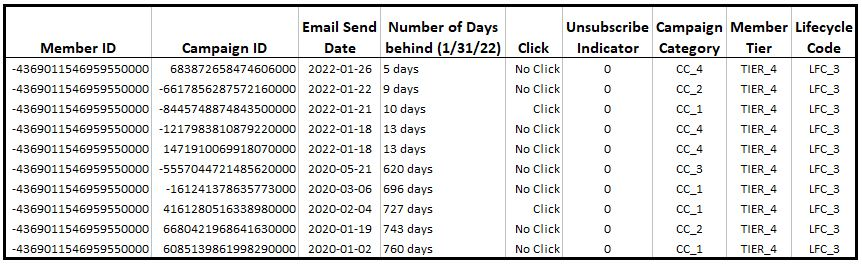 Member ID Campaign ID Email Send Date Number of Days behind (1/31/22) Click Unsubscribe Indicator Campaign Category Member Tier Lifecycle Code
-4369011546959550000 683872658474606000 2022-01-26 5 days No Click 0 CC_4 TIER_4 LFC_3
-4369011546959550000 -6617856287572160000 2022-01-22 9 days No Click 0 CC_2 TIER_4 LFC_3
-4369011546959550000 -8445748874843500000 2022-01-21 10 days Click 0 CC_1 TIER_4 LFC_3
-4369011546959550000 -1217983810879220000 2022-01-18 13 days No Click 0 CC_4 TIER_4 LFC_3
-4369011546959550000 1471910069918070000 2022-01-18 13 days No Click 0 CC_4 TIER_4 LFC_3
-4369011546959550000 -5557044721485620000 2020-05-21 620 days No Click 0 CC_3 TIER_4 LFC_3
-4369011546959550000 -161241378635773000 2020-03-06 696 days No Click 0 CC_1 TIER_4 LFC_3
-4369011546959550000 4161280516338980000 2020-02-04 727 days Click 0 CC_1 TIER_4 LFC_3
-4369011546959550000 6680421968641630000 2020-01-19 743 days No Click 0 CC_2 TIER_4 LFC_3
-4369011546959550000 6085139861998290000 2020-01-02 760 days No Click 0 CC_1 TIER_4 LFC_3